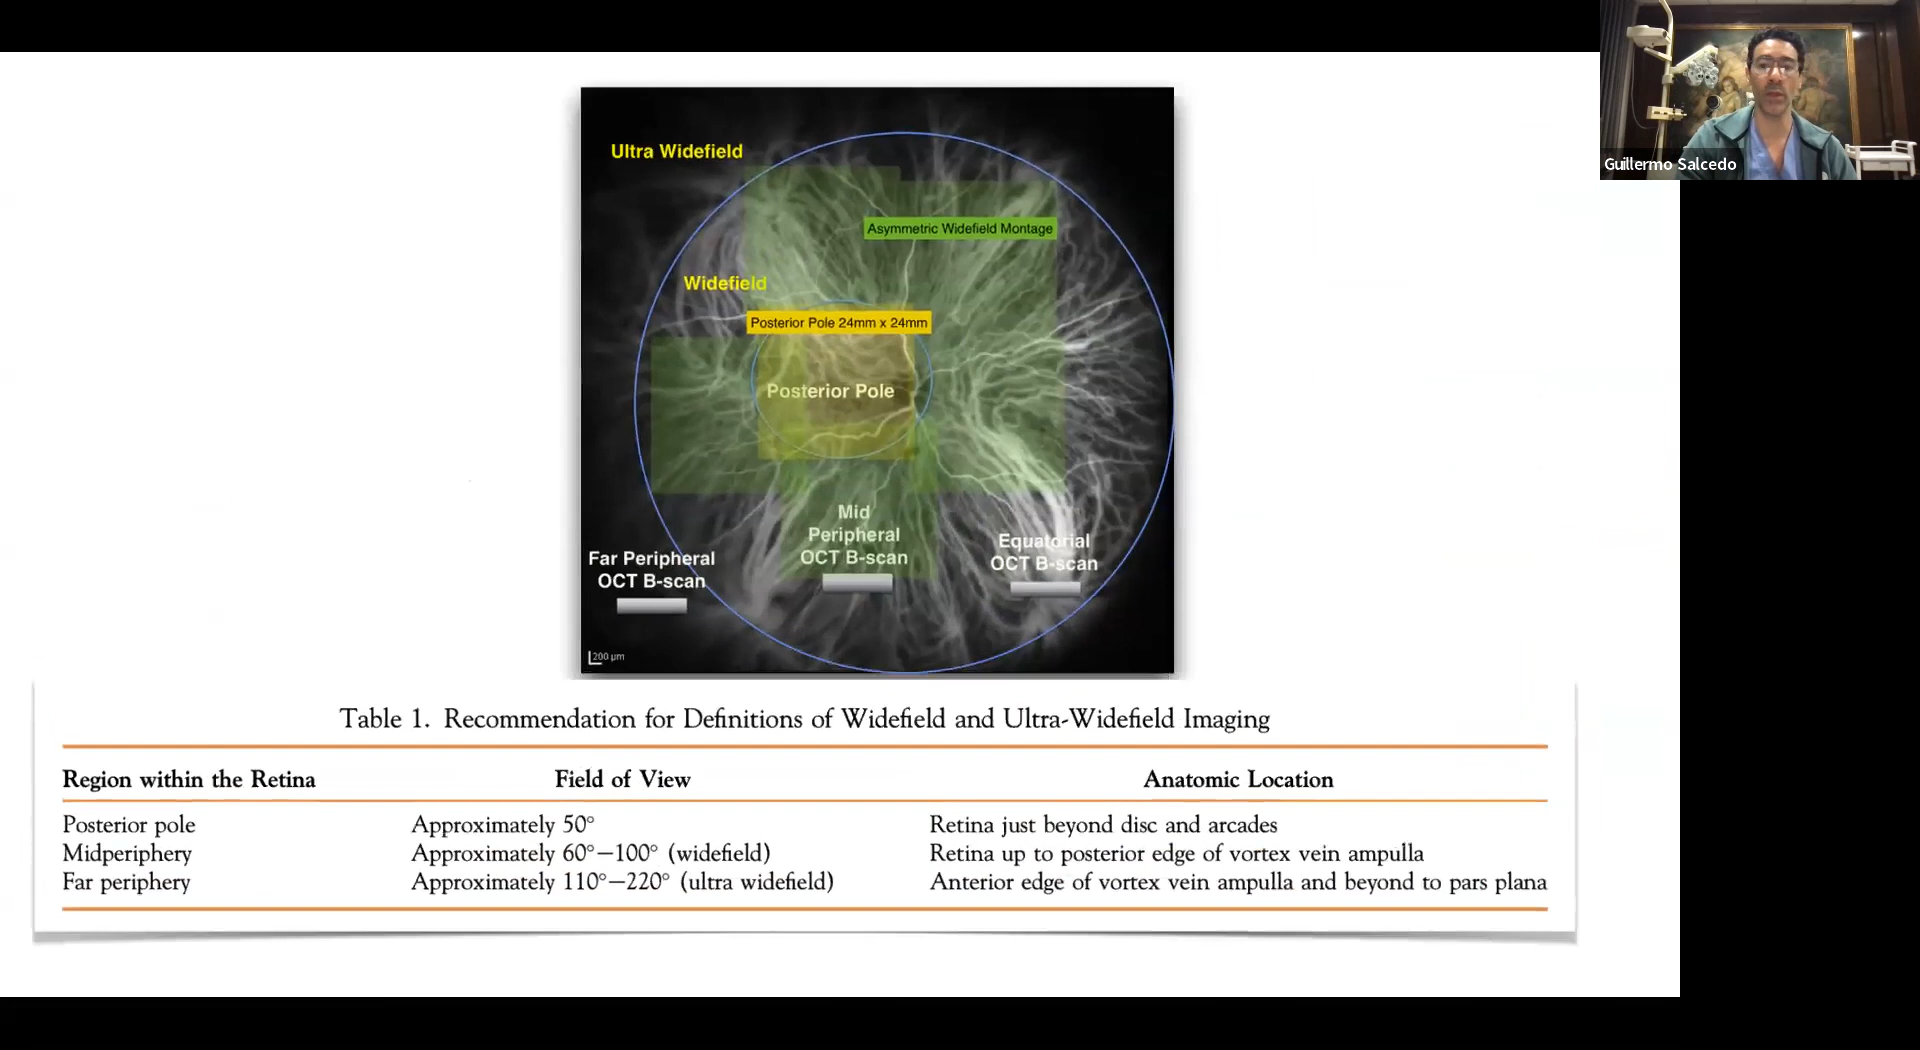 Guillermo Salcedo
Ultra Widefield
Asymmetric Widefield Montage
Widefield
Posterior Pole 24mm x 24mm
Posterior Pole
Mid
Peripheral
OCT B-scan
Equatorial
OCT B-scan
Far Peripheral
OCT B-scan
200 µm
Table 1. Recommendation for Definitions of Widefield and Ultra-Widefield Imaging
Region within the Retina Field of View Anatomic Location
Posterior pole Approximately 50° Retina just beyond disc and arcades
Midperiphery Approximately 60°–100° (widefield) Retina up to posterior edge of vortex vein ampulla
Far periphery Approximately 110°–220° (ultra widefield) Anterior edge of vortex vein ampulla and beyond to pars plana